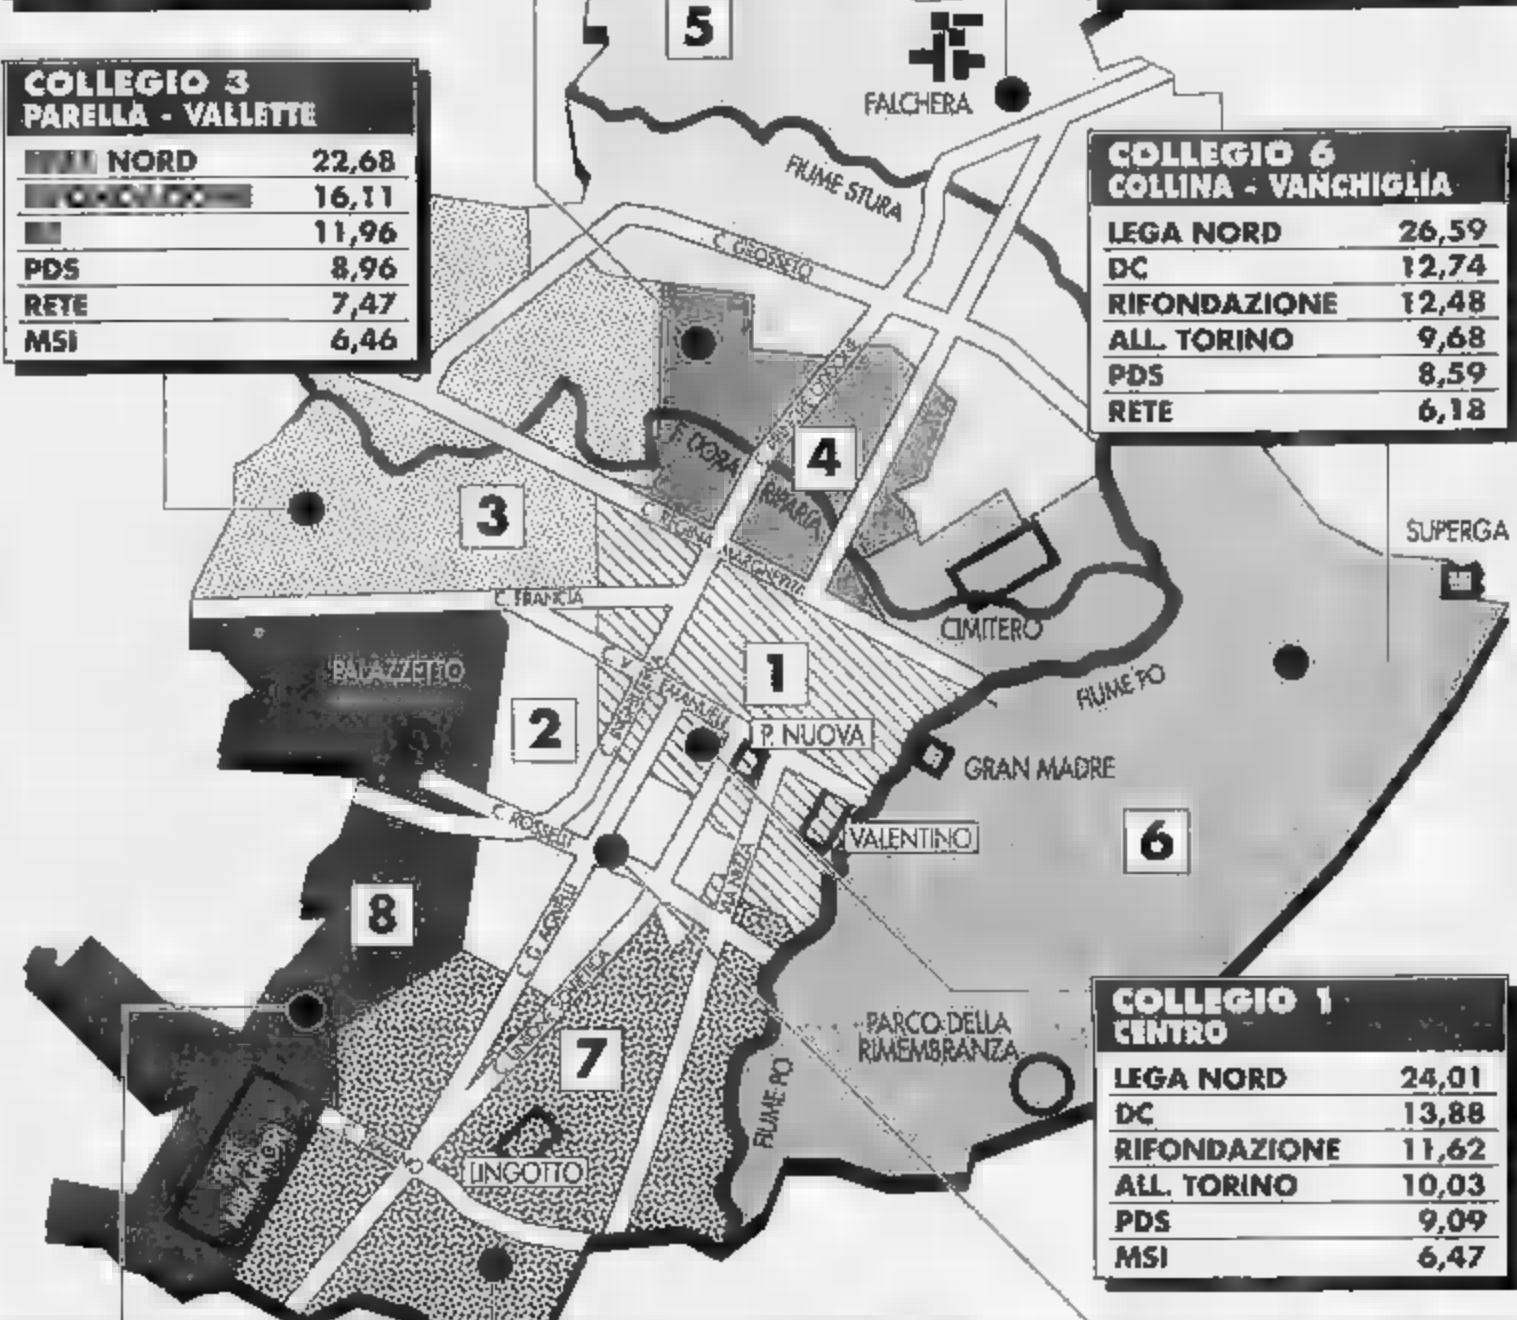 5
COLLEGIO 3
PARELLA - VALLETTE
NORD 22,68
16,11
11,96
PDS 8,96
RETE 7,47
MSI 6,46
FALCHERA
FIUME STURA
COLLEGIO 6
COLLINA - VANCHIGLIA
LEGA NORD 26,59
DC 12,74
RIFONDAZIONE 12,48
ALL. TORINO 9,68
PDS 8,59
RETE 6,18
C. GROSSETO
4
F. DORA
RIPARIA
3
C. REGINA MARGHERITA
SUPERGA
C. FRANCIA
CIMITERO
PALAZZETTO
1
FIUME PO
2
EMANUELE
P. NUOVA
GRAN MADRE
C. ROSSELLI
VALENTINO
6
VIA NIZZA
8
C. G. AGNELLI
COLLEGIO 1
CENTRO
LEGA NORD 24,01
DC 13,88
RIFONDAZIONE 11,62
ALL. TORINO 10,03
PDS 9,09
MSI 6,47
PARCO DELLA
RIMEMBRANZA
7
FIUME PO
LINGOTTO